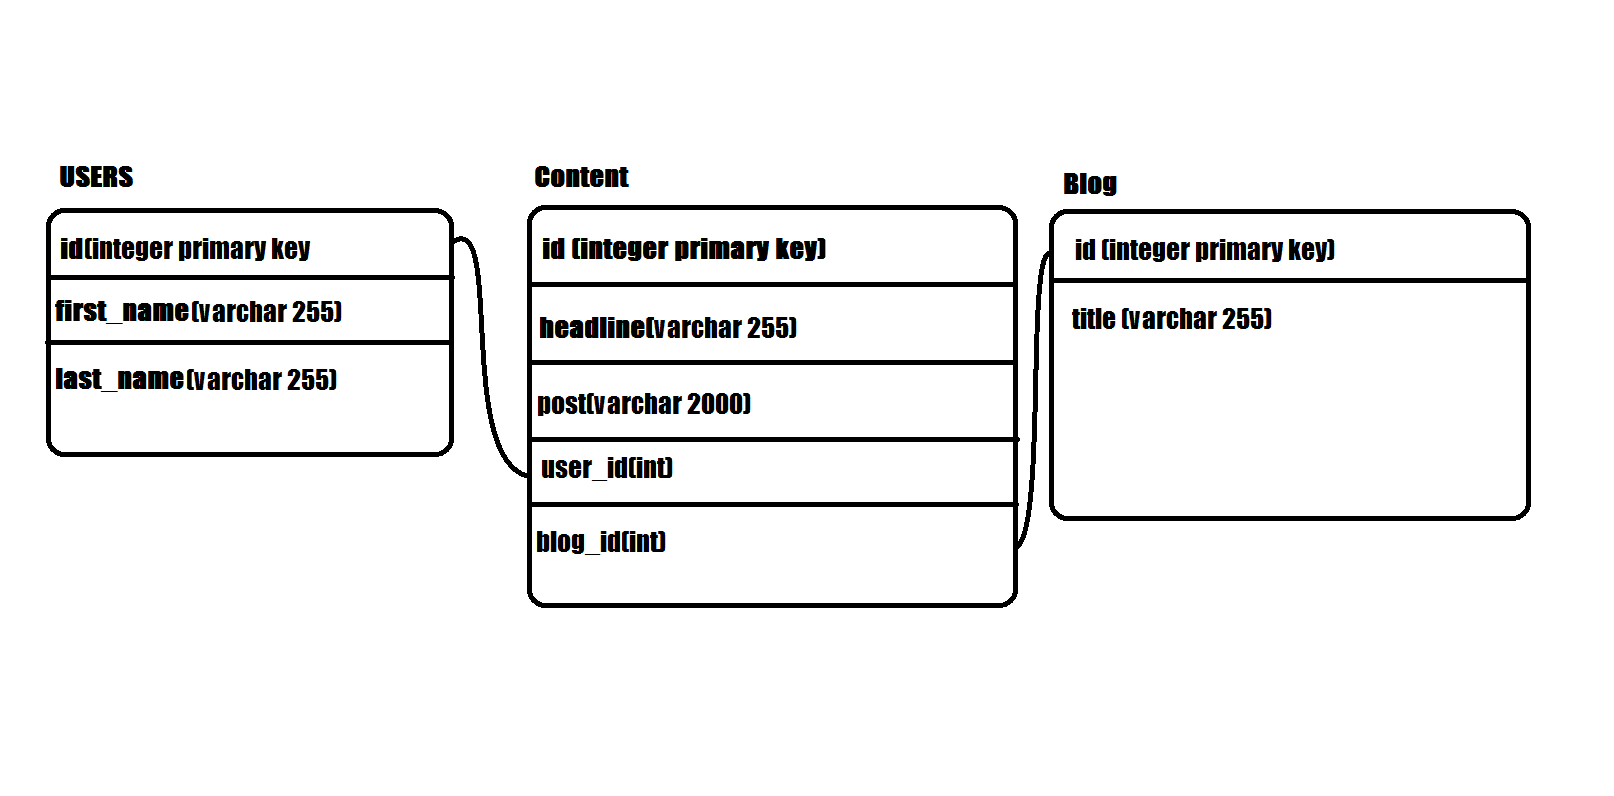 USERS
id(integer primary key
first_name(varchar 255)
last_name(varchar 255)
Content
id (integer primary key)
headline(varchar 255)
post(varchar 2000)
user_id(int)
blog_id(int)
Blog
id (integer primary key)
title (varchar 255)